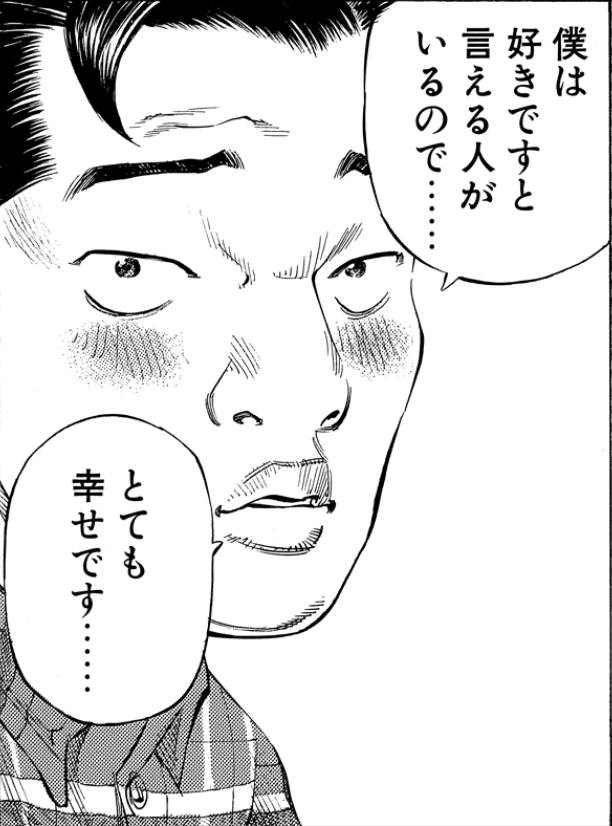 僕は
好きですと
言える人が
いるので……
とても
幸せです……